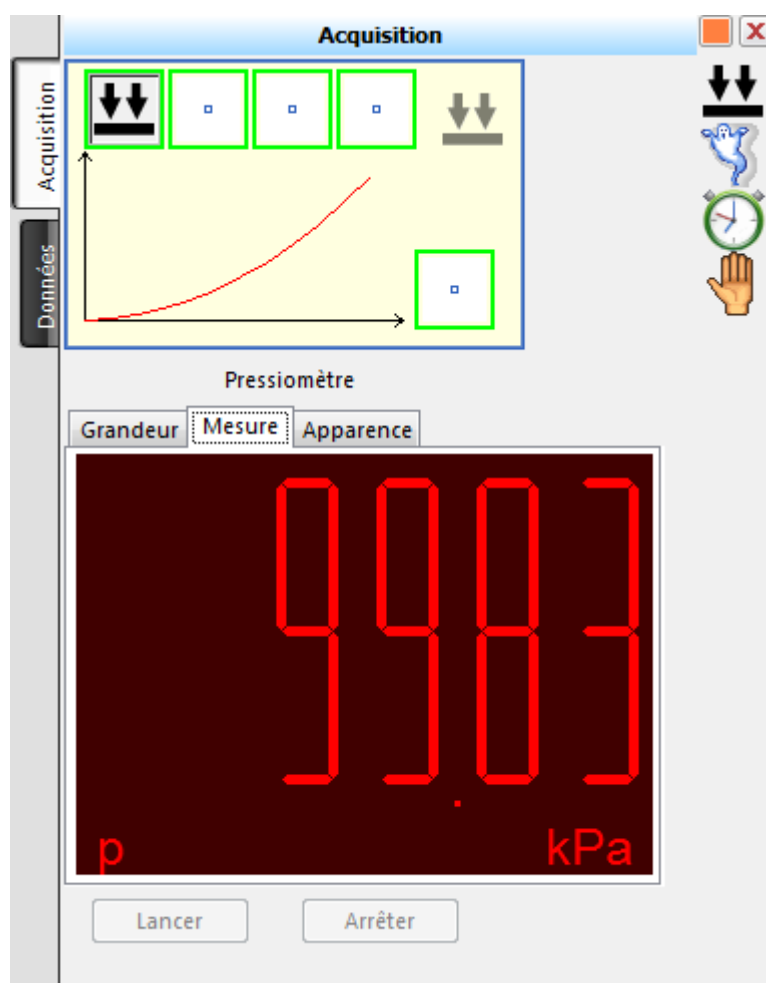 Acquisition
Acquisition
Données
Pressiomètre
Grandeur Mesure Apparence
99.83
p kPa
Lancer Arrêter